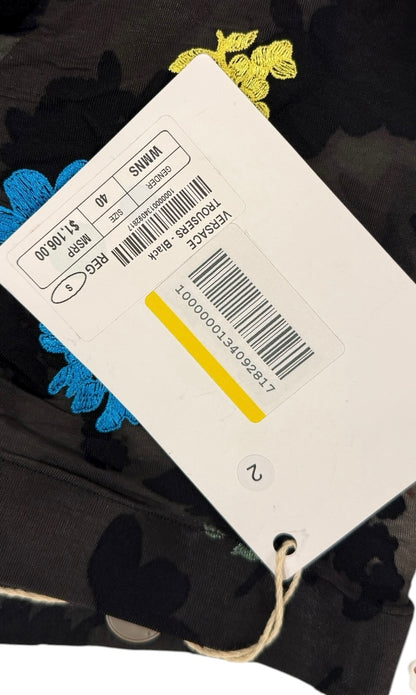 VERSACE
TROUSERS - Black
REG
1000000134092817
GENDER
WMNS
SIZE
40
MSRP
$1,106.00
S
1000000134092817
2